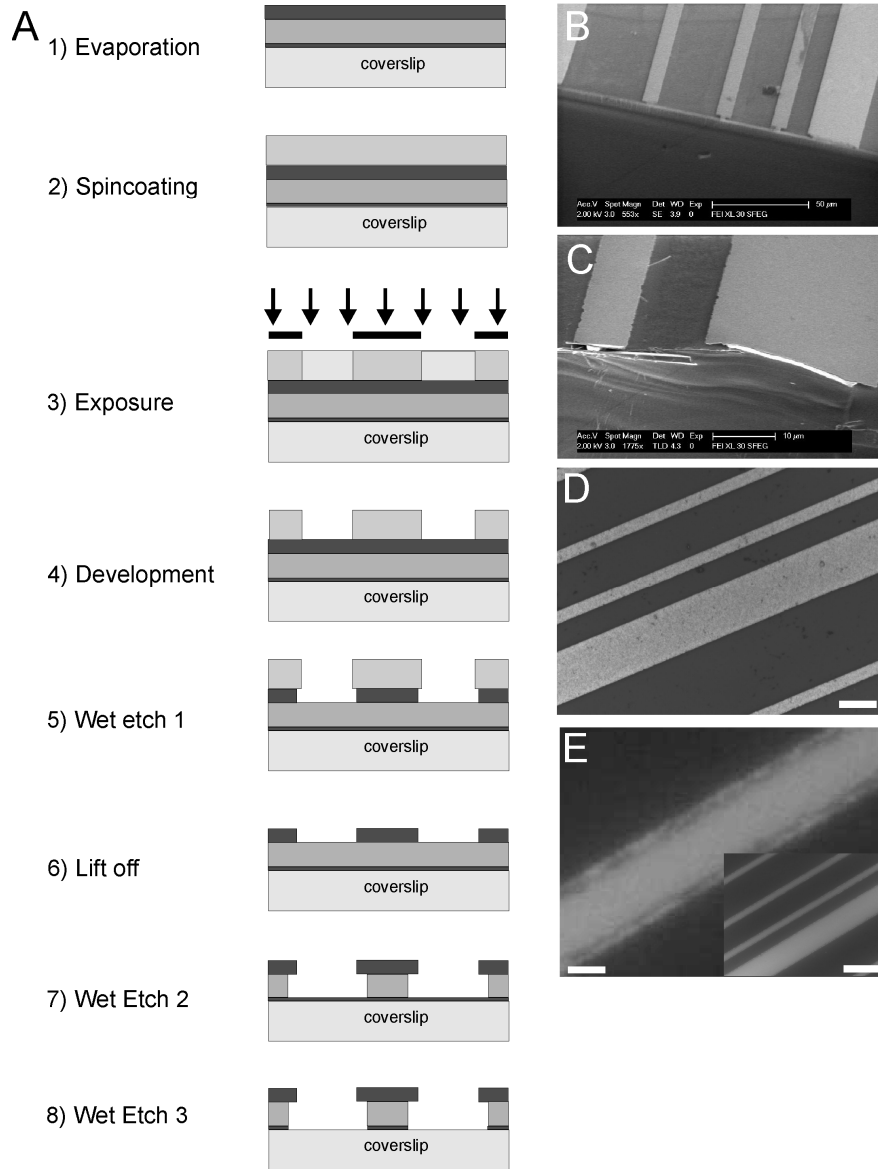 A
1) Evaporation
coverslip
2) Spincoating
coverslip
3) Exposure
coverslip
4) Development
coverslip
5) Wet etch 1
coverslip
6) Lift off
coverslip
7) Wet Etch 2
coverslip
8) Wet Etch 3
coverslip
B
Acc.V Spot Magn Det WD Exp 50 µm
2.00 kV 3.0 553x SE 3.9 0 FEI XL 30 SFEG
C
Acc.V Spot Magn Det WD Exp 10 µm
2.00 kV 3.0 1775x TLD 4.3 0 FEI XL 30 SFEG
D
E